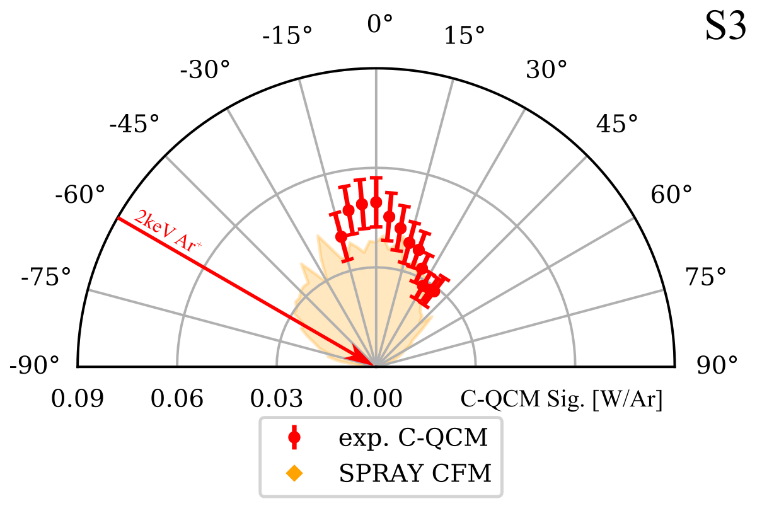 S3
0°
-15° 15°
-30° 30°
-45° 45°
-60° 60°
2keV Ar⁺
-75° 75°
-90° 90°
0.09 0.06 0.03 0.00 C-QCM Sig. [W/Ar]
exp. C-QCM
SPRAY CFM